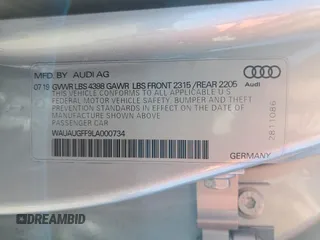 MFD. BY AUDI AG
07 19 GVWR LBS 4398 GAWR LBS FRONT 2315 /REAR 2205
THIS VEHICLE CONFORMS TO ALL APPLICABLE U.S.
FEDERAL MOTOR VEHICLE SAFETY, BUMPER AND THEFT
PREVENTION STANDARDS IN EFFECT ON THE DATE OF
MANUFACTURE SHOWN ABOVE.
PASSENGER CAR
WAUAUGFF9LA000734
GERMANY
Audi
2811086
DREAMBID